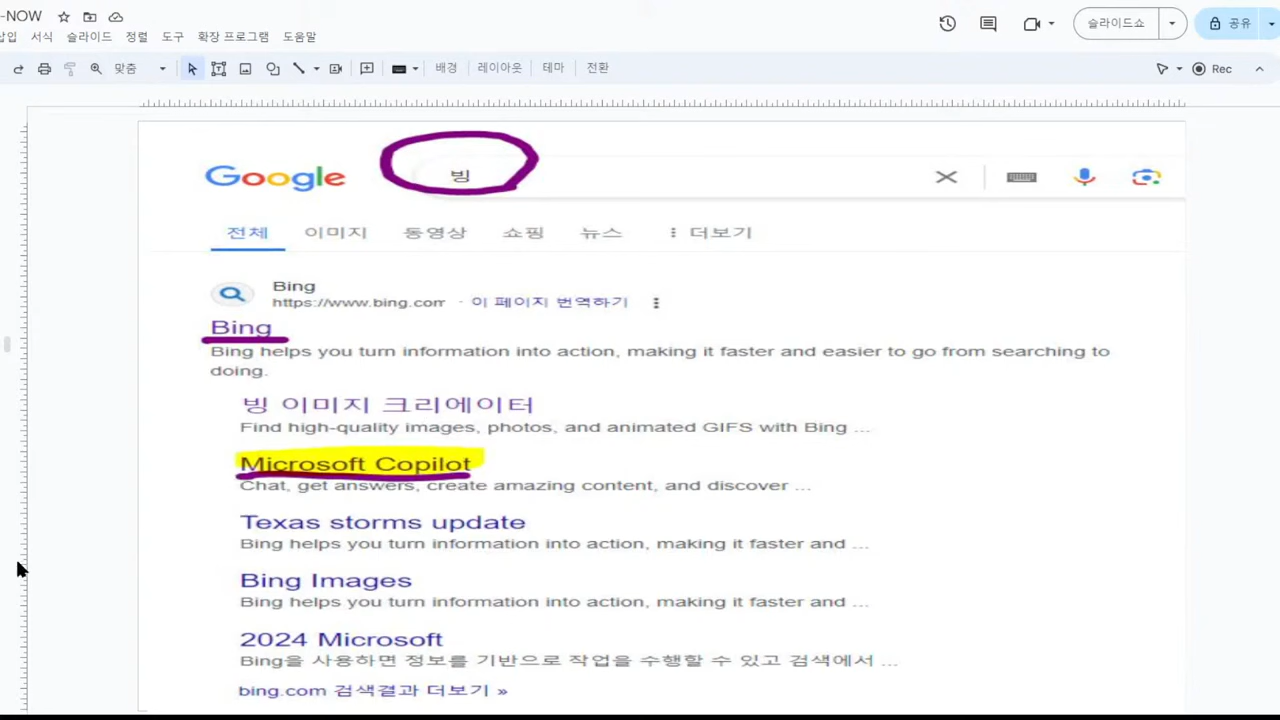 -NOW
삽입 서식 슬라이드 정렬 도구 확장 프로그램 도움말
슬라이드쇼 공유
맞춤 배경 레이아웃 테마 전환 Rec
Google 빙
전체 이미지 동영상 쇼핑 뉴스 더보기
Bing
https://www.bing.com · 이 페이지 번역하기
Bing
Bing helps you turn information into action, making it faster and easier to go from searching to
doing.
빙 이미지 크리에이터
Find high-quality images, photos, and animated GIFS with Bing ...
Microsoft Copilot
Chat, get answers, create amazing content, and discover ...
Texas storms update
Bing helps you turn information into action, making it faster and ...
Bing Images
Bing helps you turn information into action, making it faster and ...
2024 Microsoft
Bing을 사용하면 정보를 기반으로 작업을 수행할 수 있고 검색에서 ...
bing.com 검색결과 더보기 »